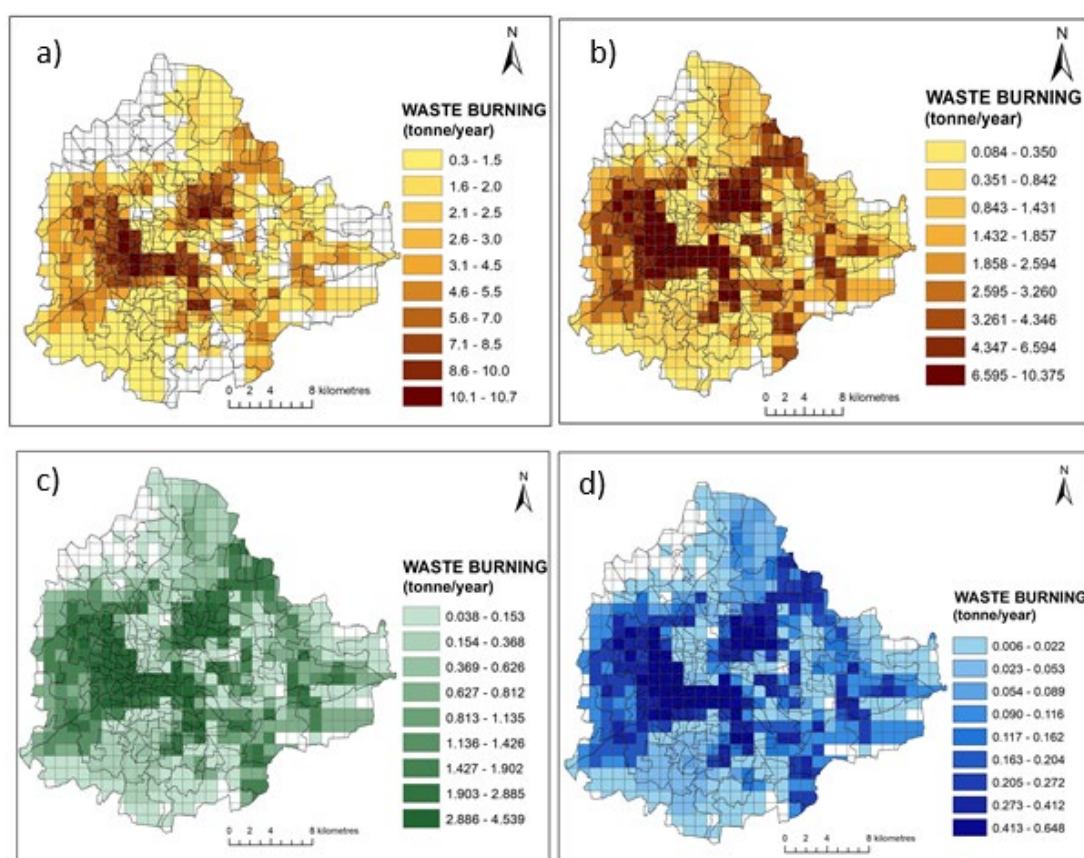 a)
N
WASTE BURNING
(tonne/year)
0.3 - 1.5
1.6 - 2.0
2.1 - 2.5
2.6 - 3.0
3.1 - 4.5
4.6 - 5.5
5.6 - 7.0
7.1 - 8.5
8.6 - 10.0
10.1 - 10.7
0 2 4 8 kilometres
b)
N
WASTE BURNING
(tonne/year)
0.084 - 0.350
0.351 - 0.842
0.843 - 1.431
1.432 - 1.857
1.858 - 2.594
2.595 - 3.260
3.261 - 4.346
4.347 - 6.594
6.595 - 10.375
0 2 4 8 kilometres
c)
N
WASTE BURNING
(tonne/year)
0.038 - 0.153
0.154 - 0.368
0.369 - 0.626
0.627 - 0.812
0.813 - 1.135
1.136 - 1.426
1.427 - 1.902
1.903 - 2.885
2.886 - 4.539
0 2 4 8 kilometres
d)
N
WASTE BURNING
(tonne/year)
0.006 - 0.022
0.023 - 0.053
0.054 - 0.089
0.090 - 0.116
0.117 - 0.162
0.163 - 0.204
0.205 - 0.272
0.273 - 0.412
0.413 - 0.648
0 2 4 8 kilometres